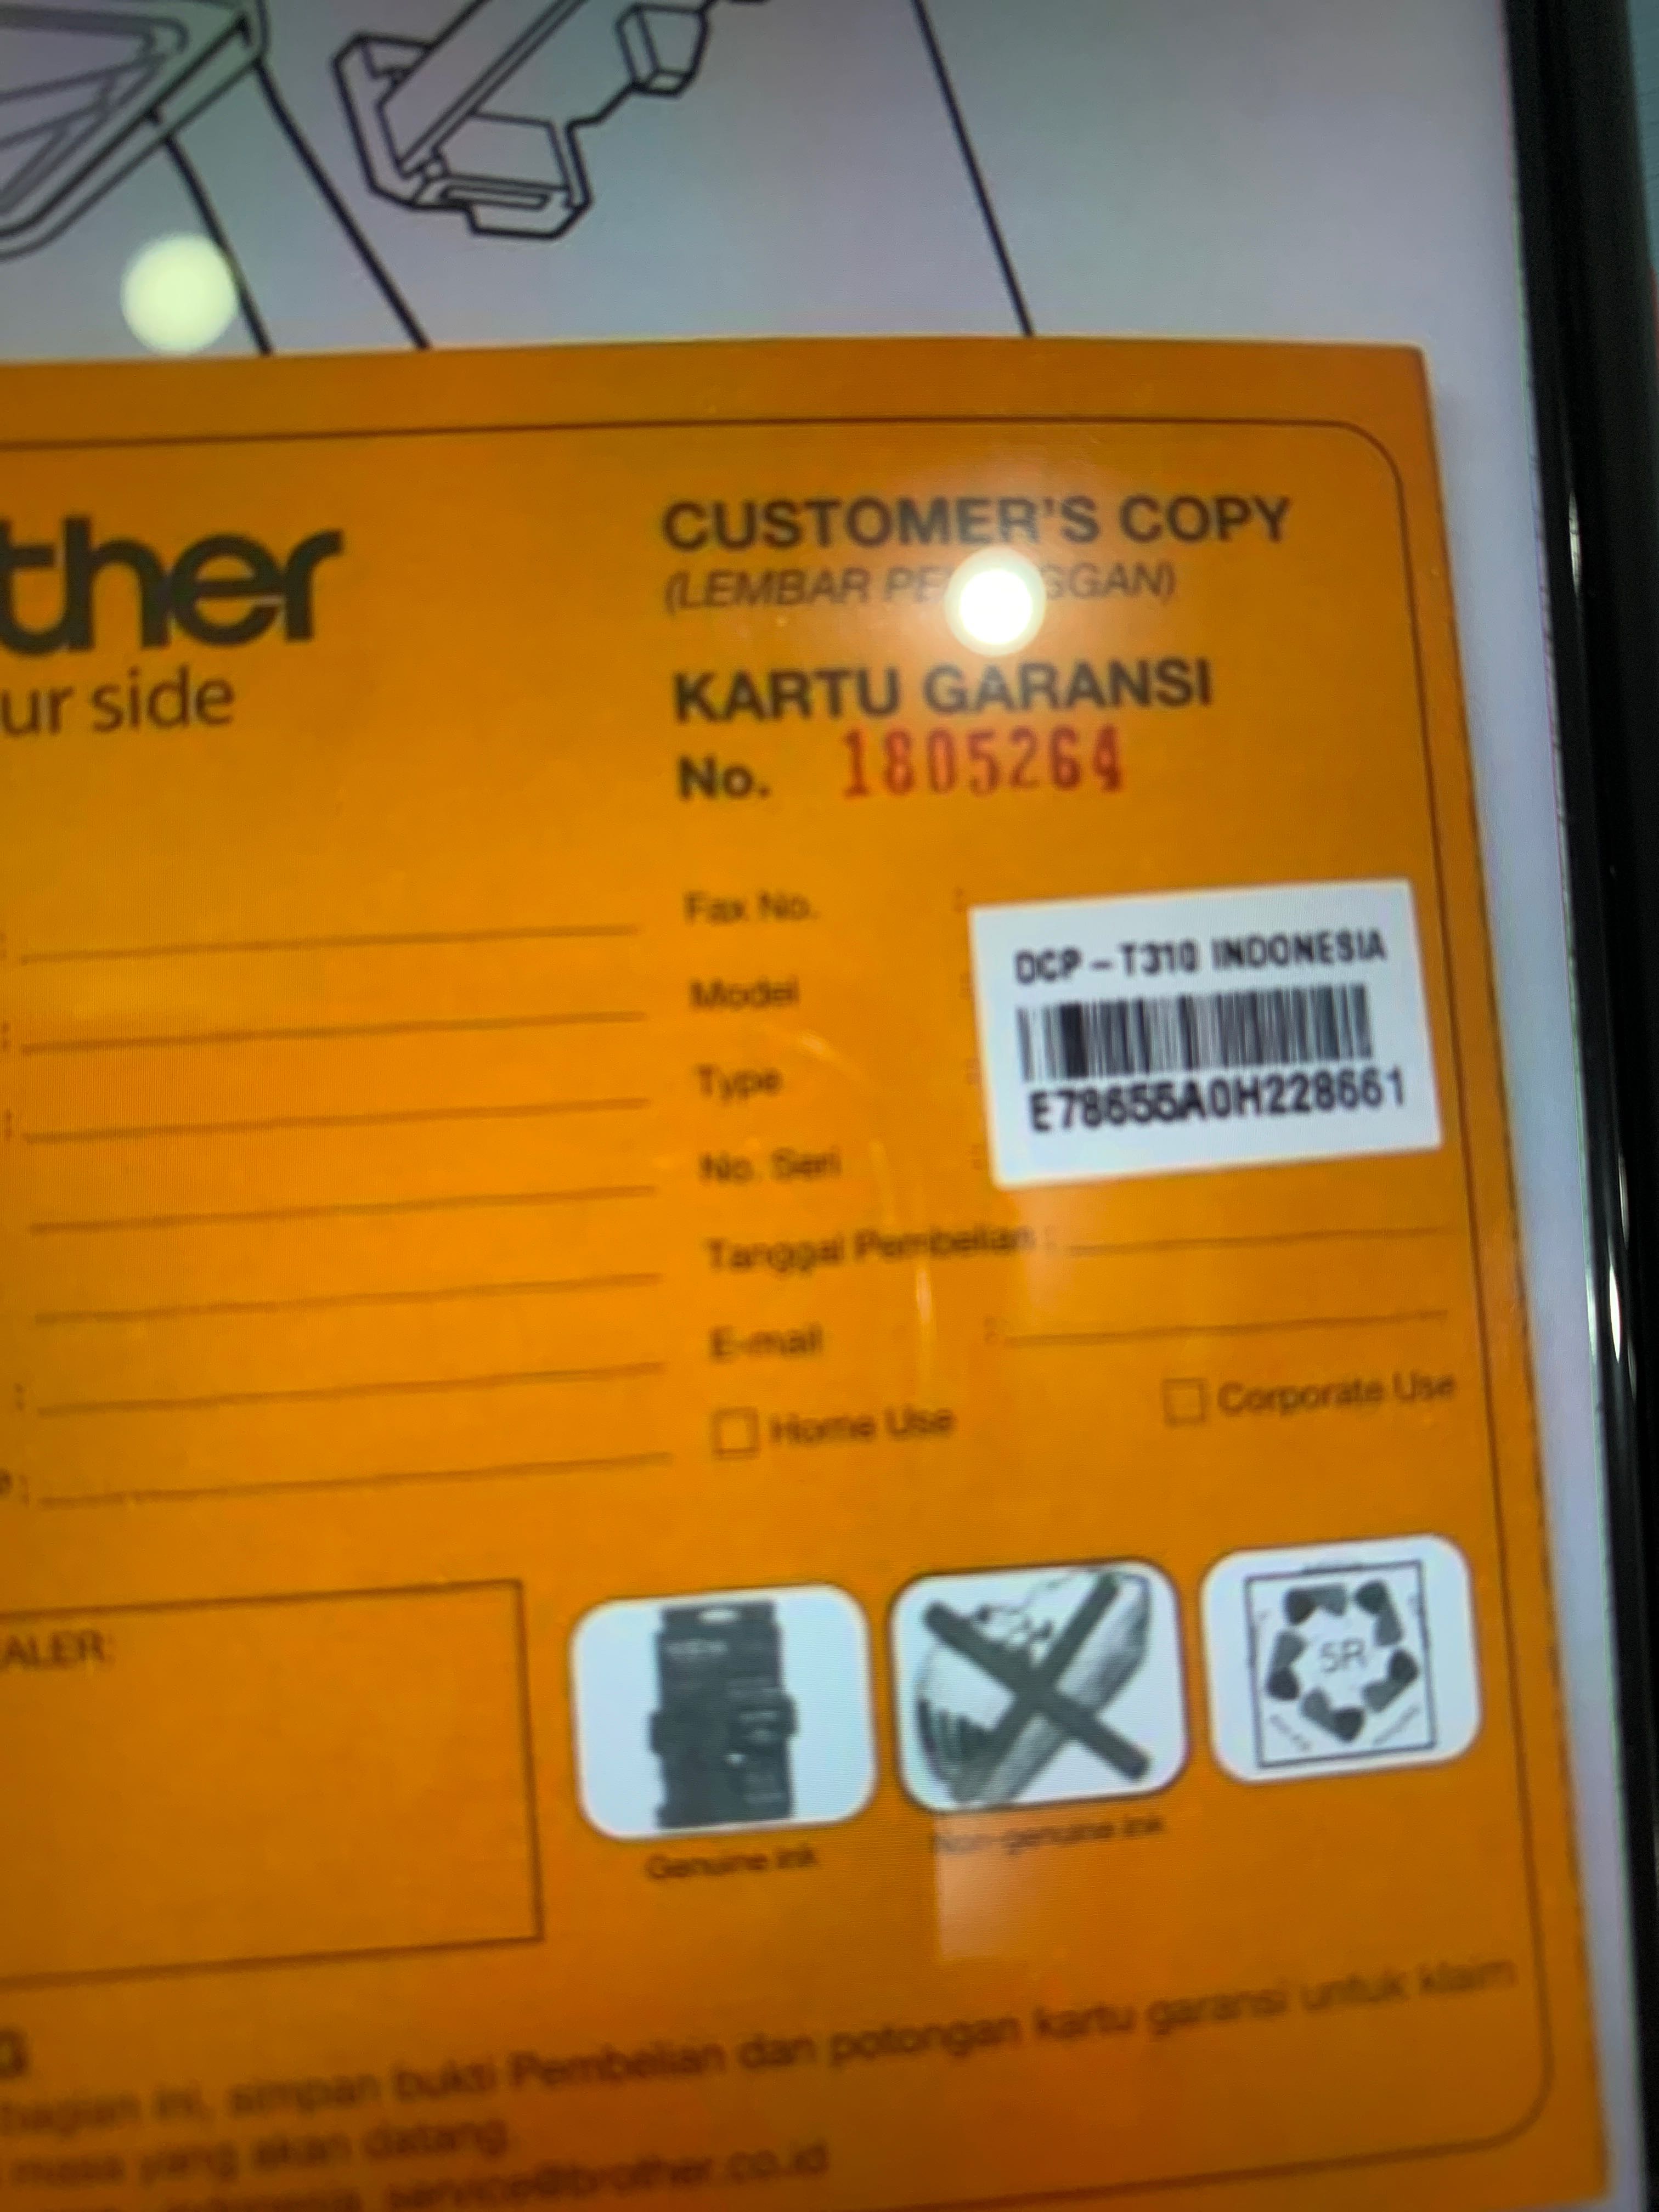 ther
ur side
CUSTOMER'S COPY
(LEMBAR
KARTU GARANSI
No. 1805264
Fax No. :
Model :
Type :
No. Seri :
DCP-T310 INDONESIA
E78655A0H228661
Tanggal Pembelian :
E-mail :
Home Use
Corporate Use
ALER:
5R
Genuine ink
Non-genuine ink
G
bagian ini, simpan bukti Pembelian dan potongan kartu garansi untuk klaim
masa yang akan datang.
service@brother.co.id